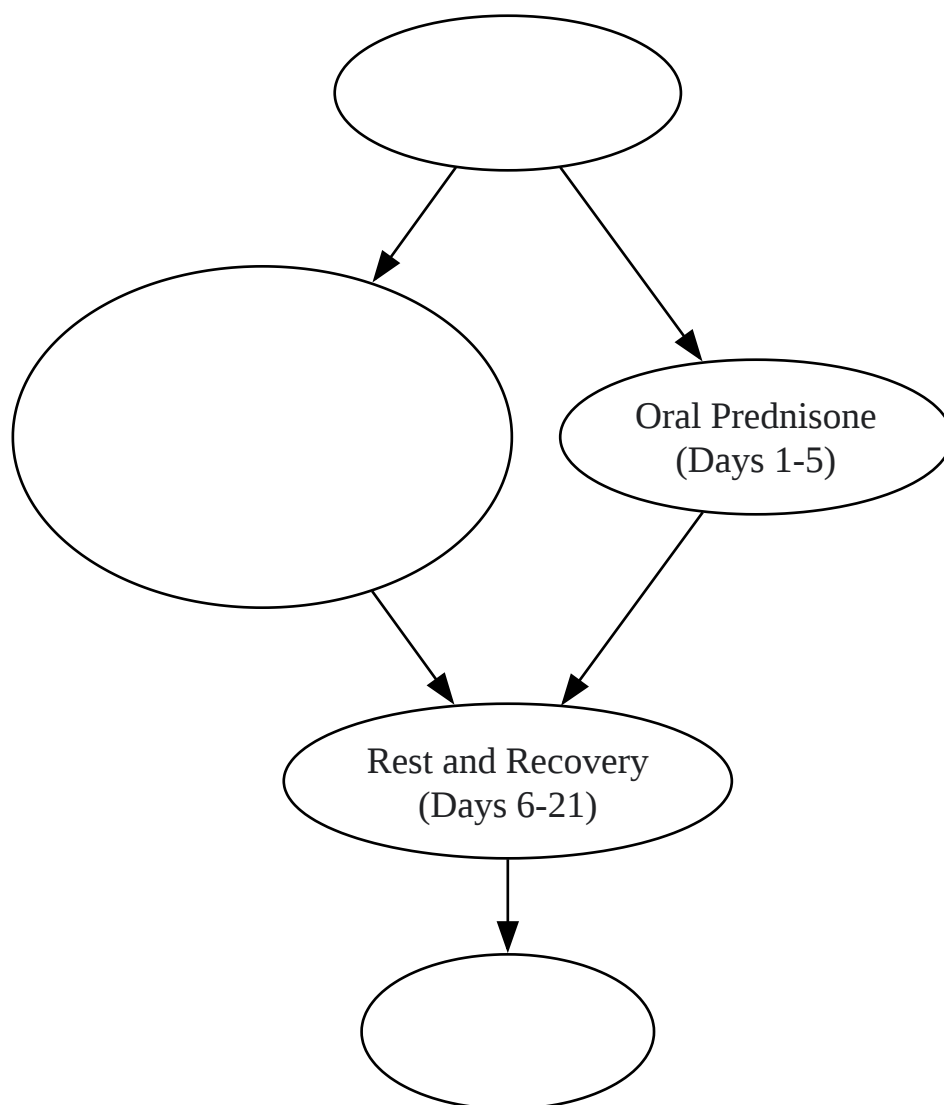 Oral Prednisone
(Days 1-5)
Rest and Recovery
(Days 6-21)